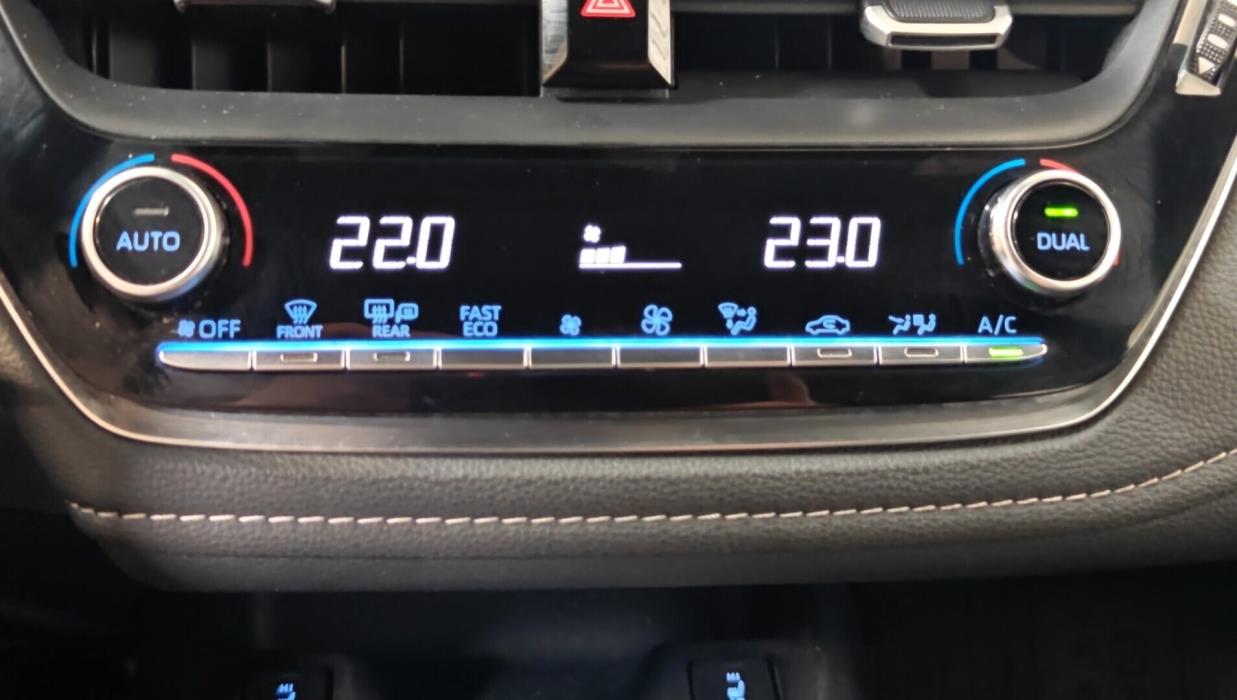 AUTO
22.0
23.0
DUAL
OFF
FRONT
REAR
FAST
ECO
A/C